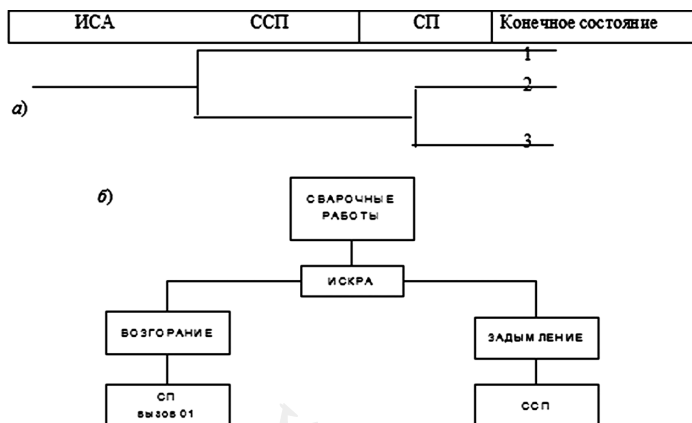 ИСА ССП СП Конечное состояние
1
2
а)
3
б)
СВАРОЧНЫЕ
РАБОТЫ
ИСКРА
ВОЗГОРАНИЕ
ЗАДЫМЛЕНИЕ
СП
вызов 01
ССП